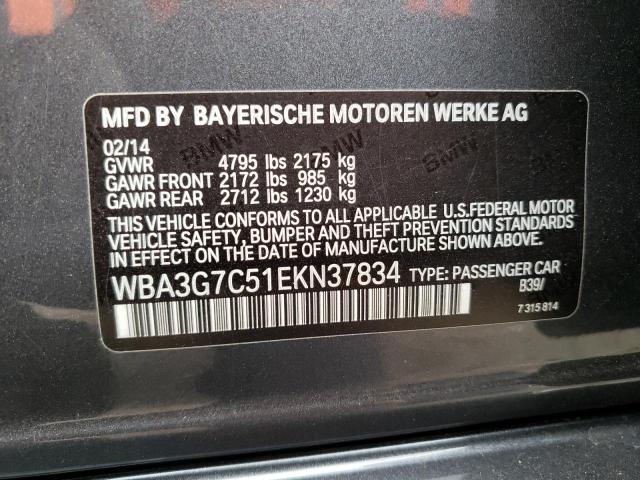 MFD BY BAYERISCHE MOTOREN WERKE AG
02/14
GVWR 4795 lbs 2175 kg
GAWR FRONT 2172 lbs 985 kg
GAWR REAR 2712 lbs 1230 kg
THIS VEHICLE CONFORMS TO ALL APPLICABLE U.S.FEDERAL MOTOR
VEHICLE SAFETY, BUMPER AND THEFT PREVENTION STANDARDS
IN EFFECT ON THE DATE OF MANUFACTURE SHOWN ABOVE.
WBA3G7C51EKN37834 TYPE: PASSENGER CAR
B39/
7 315 814
BMW
BMW
BMW